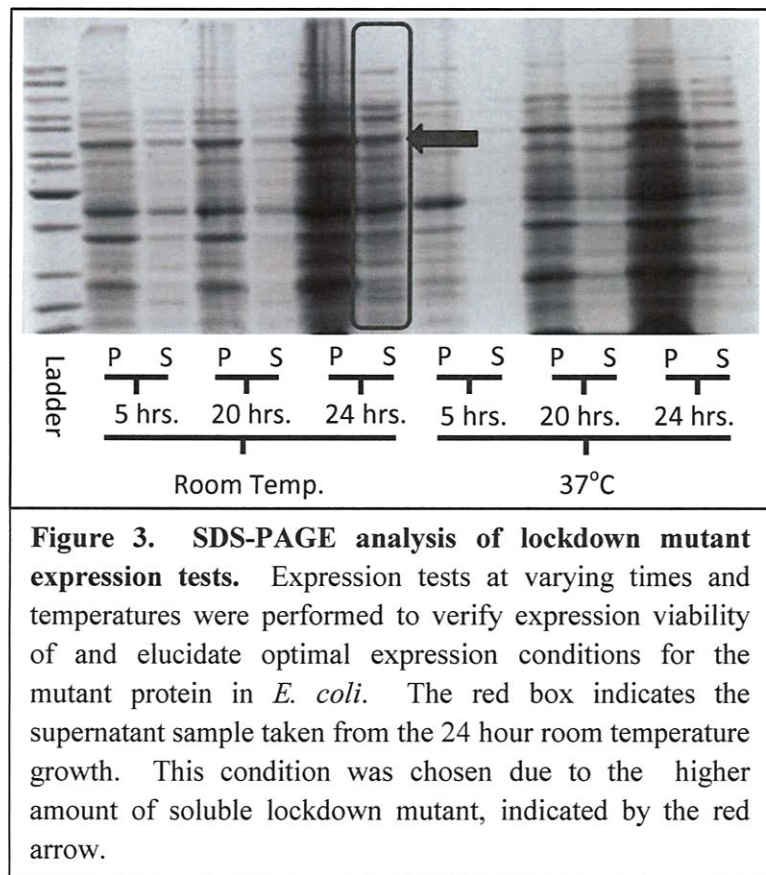 Ladder
P S P S P S P S P S P S
5 hrs. 20 hrs. 24 hrs. 5 hrs. 20 hrs. 24 hrs.
Room Temp. 37°C
Figure 3. SDS-PAGE analysis of lockdown mutant
expression tests. Expression tests at varying times and
temperatures were performed to verify expression viability
of and elucidate optimal expression conditions for the
mutant protein in E. coli. The red box indicates the
supernatant sample taken from the 24 hour room temperature
growth. This condition was chosen due to the higher
amount of soluble lockdown mutant, indicated by the red
arrow.